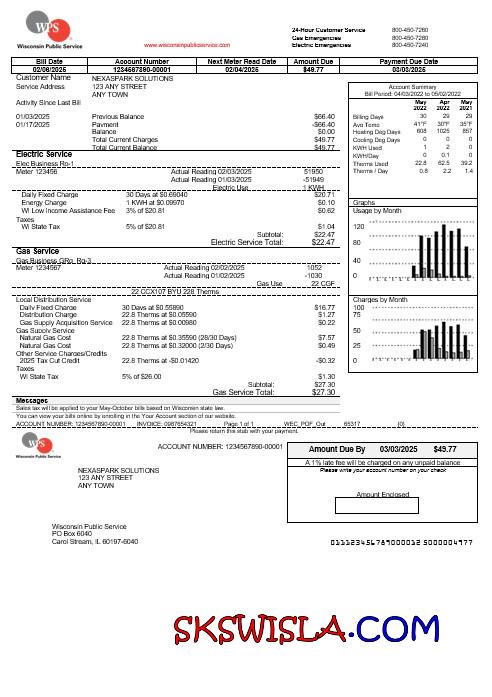 wps
Wisconsin Public Service
www.wisconsinpublicservice.com
24-Hour Customer Service 800-450-7260
Gas Emergencies 800-450-7280
Electric Emergencies 800-450-7240
Bill Date Account Number Next Meter Read Date Amount Due Payment Due Date
02/06/2025 1234567890-00001 02/04/2025 $49.77 03/03/2025
Customer Name NEXASPARK SOLUTIONS
Service Address 123 ANY STREET
ANY TOWN
Activity Since Last Bill
01/03/2025 Previous Balance $66.40
01/17/2025 Payment -$66.40
Balance $0.00
Total Current Charges $49.77
Total Current Balance $49.77
Electric Service
Elec Business Rg-1
Meter 123456 Actual Reading 02/03/2025 51950
Actual Reading 01/03/2025 -51949
Electric Use 1 KWH
Daily Fixed Charge 30 Days at $0.69040 $20.71
Energy Charge 1 KWH at $0.09970 $0.10
WI Low Income Assistance Fee 3% of $20.81 $0.62
Taxes
WI State Tax 5% of $20.81 $1.04
Subtotal: $22.47
Electric Service Total: $22.47
Gas Service
Gas Business GRg, Rg-3
Meter 1234567 Actual Reading 02/02/2025 1052
Actual Reading 01/02/2025 -1030
Gas Use 22 CGF
22 CCX107 BYU 228 Therms
Local Distribution Service
Daily Fixed Charge 30 Days at $0.55890 $16.77
Distribution Charge 22.8 Therms at $0.05590 $1.27
Gas Supply Acquisition Service 22.8 Therms at $0.00980 $0.22
Gas Supply Service
Natural Gas Cost 22.8 Therms at $0.35590 (28/30 Days) $7.57
Natural Gas Cost 22.8 Therms at $0.32000 (2/30 Days) $0.49
Other Service Charges/Credits
2025 Tax Cut Credit 22.8 Therms at -$0.01420 -$0.32
Taxes
WI State Tax 5% of $26.00 $1.30
Subtotal: $27.30
Gas Service Total: $27.30
Messages
Sales tax will be applied to your May-October bills based on Wisconsin state law.
You can view your bills online by enrolling in the Your Account section of our website.
ACCOUNT NUMBER: 1234567890-00001 INVOICE: 0987654321 Page 1 of 1 WEC_PDF_Out 65317 {0}
Please return this stub with your payment.
Account Summary
Bill Period: 04/03/2022 to 05/02/2022
May 2022 Apr 2022 May 2021
Billing Days 30 29 29
Avg Temp 41°F 30°F 35°F
Heating Deg Days 608 1025 857
Cooling Deg Days 0 0 0
KWH Used 1 2 0
KWH/Day 0 0.1 0
Therms Used 22.8 62.5 39.2
Therms / Day 0.8 2.2 1.4
Graphs
Usage by Month
120
80
40
0
Charges by Month
100
75
50
25
0
wps
Wisconsin Public Service
ACCOUNT NUMBER: 1234567890-00001
Amount Due By 03/03/2025 $49.77
A 1% late fee will be charged on any unpaid balance
Please write your account number on your check
Amount Enclosed
NEXASPARK SOLUTIONS
123 ANY STREET
ANY TOWN
Wisconsin Public Service
PO Box 6040
Carol Stream, IL 60197-6040
0111234567890000012 5000004977
SKSWISLA.COM